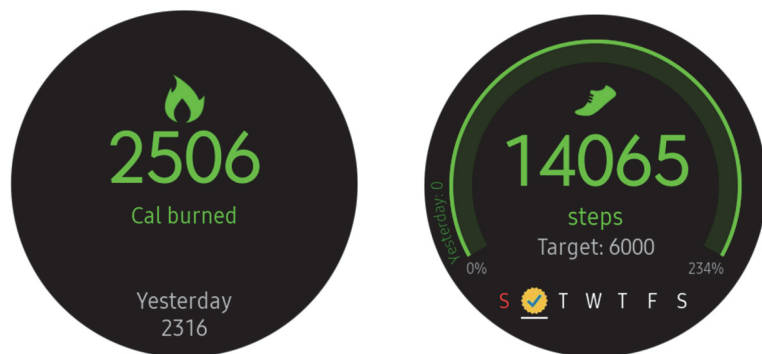 2506
Cal burned
Yesterday
2316
14065
steps
Target: 6000
Yesterday: 0
0%
234%
S T W T F S